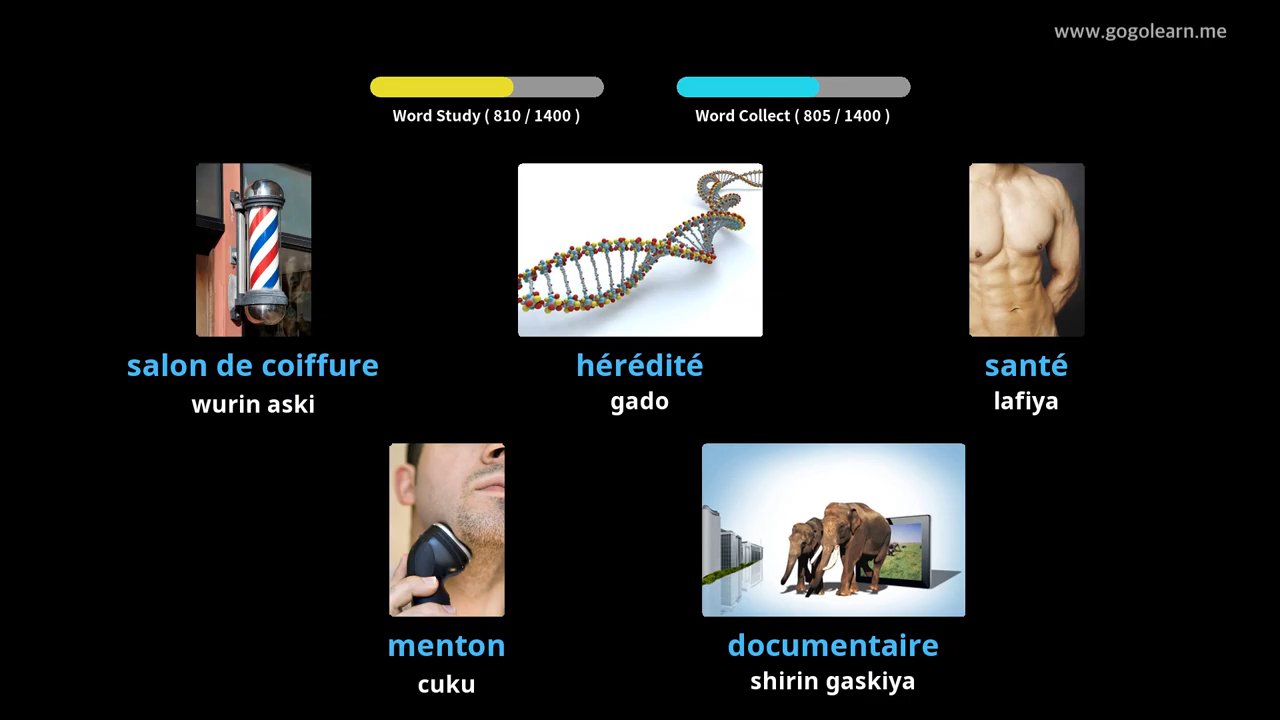 www.gogolearn.me
Word Study ( 810 / 1400 )
Word Collect ( 805 / 1400 )
salon de coiffure
wurin aski
hérédité
gado
santé
lafiya
menton
cuku
documentaire
shirin gaskiya